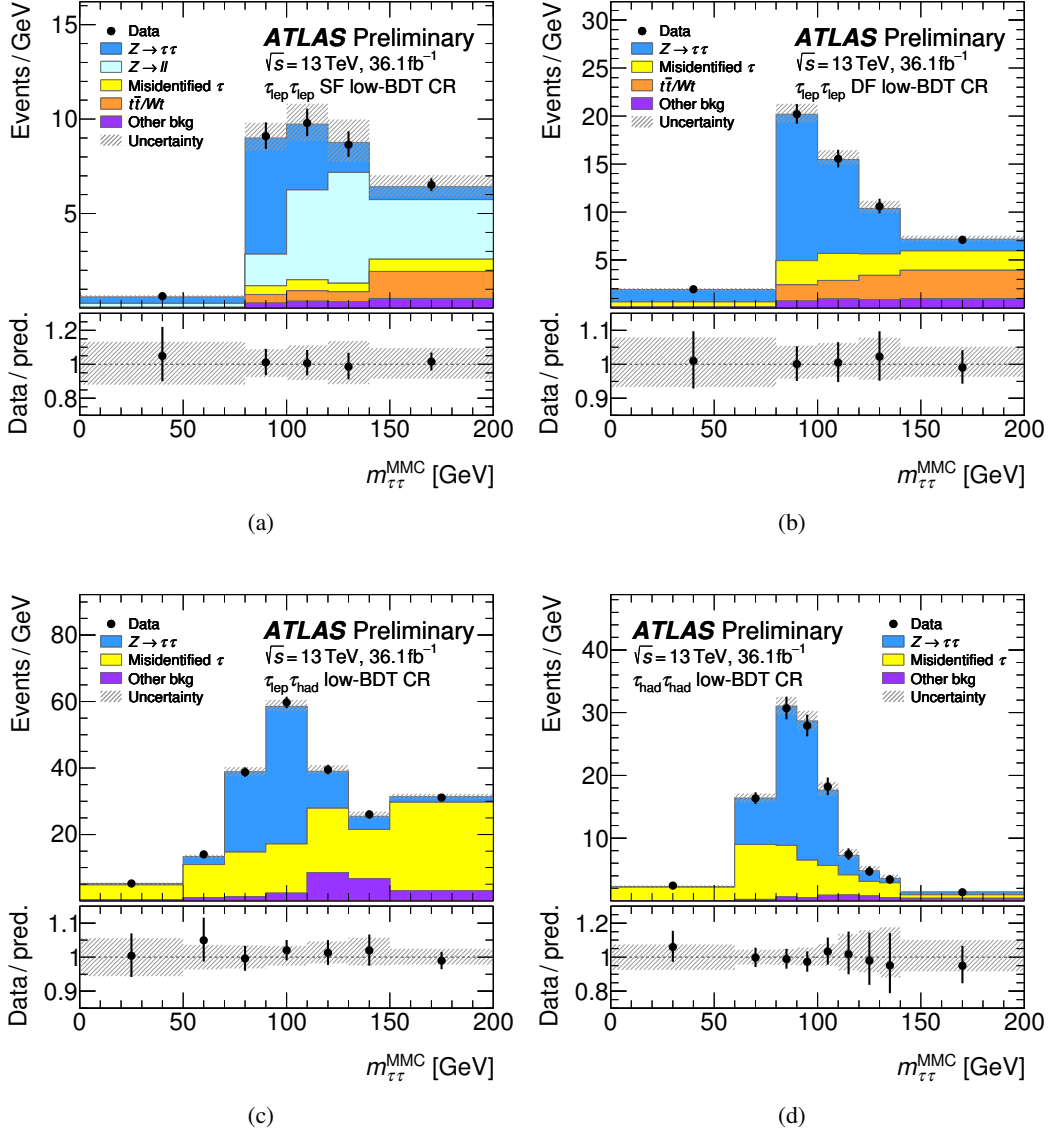 Events / GeV
15
10
5
Data
Z → ττ
Z → ll
Misidentified τ
tt̄/Wt
Other bkg
Uncertainty
ATLAS Preliminary
√s = 13 TeV, 36.1 fb⁻¹
τlep τlep SF low-BDT CR
Data / pred.
1.2
1
0.8
0 50 100 150 200
m_ττ^MMC [GeV]
(a)
Events / GeV
30
25
20
15
10
5
Data
Z → ττ
Misidentified τ
tt̄/Wt
Other bkg
Uncertainty
ATLAS Preliminary
√s = 13 TeV, 36.1 fb⁻¹
τlep τlep DF low-BDT CR
Data / pred.
1.1
1
0.9
0 50 100 150 200
m_ττ^MMC [GeV]
(b)
Events / GeV
80
60
40
20
Data
Z → ττ
Misidentified τ
Other bkg
Uncertainty
ATLAS Preliminary
√s = 13 TeV, 36.1 fb⁻¹
τlep τhad low-BDT CR
Data / pred.
1.1
1
0.9
0 50 100 150 200
m_ττ^MMC [GeV]
(c)
Events / GeV
40
30
20
10
ATLAS Preliminary
√s = 13 TeV, 36.1 fb⁻¹
τhad τhad low-BDT CR
Data
Z → ττ
Misidentified τ
Other bkg
Uncertainty
Data / pred.
1.2
1
0.8
0 50 100 150 200
m_ττ^MMC [GeV]
(d)